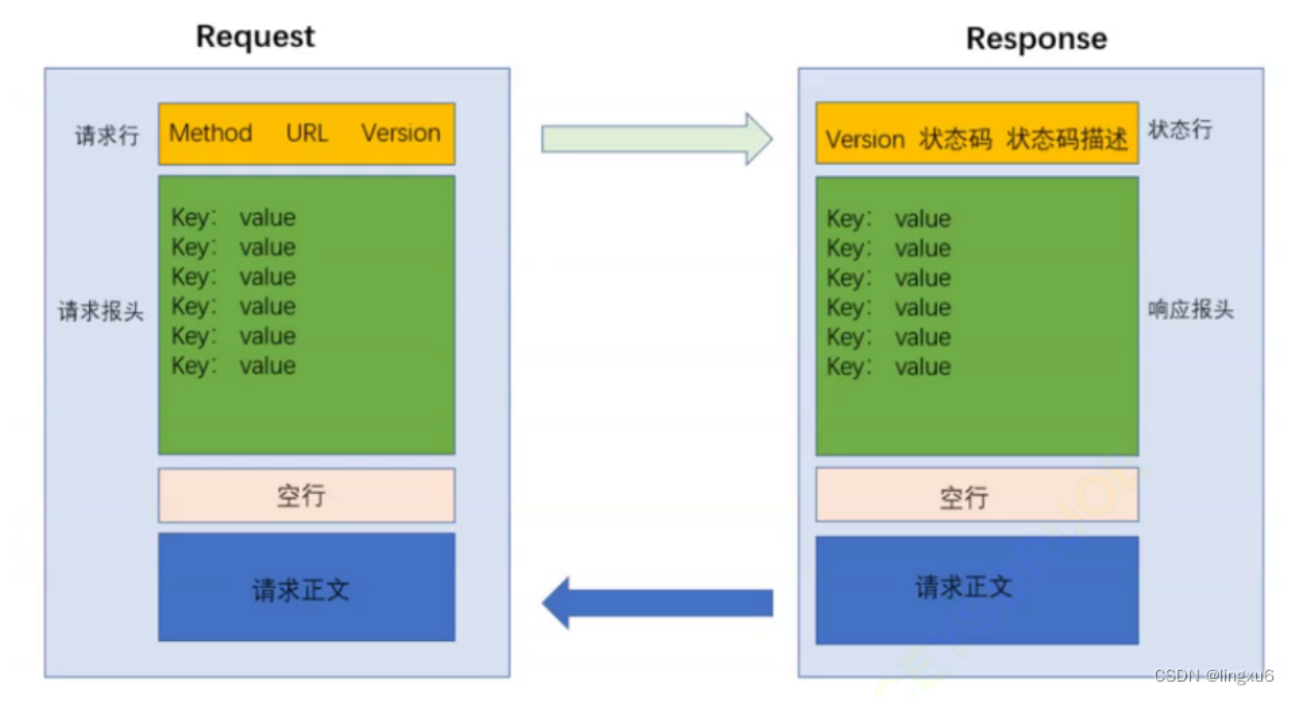 Request
请求行
Method URL Version
请求报头
Key: value
Key: value
Key: value
Key: value
Key: value
Key: value
空行
请求正文
Response
Version 状态码 状态码描述
状态行
Key: value
Key: value
Key: value
Key: value
Key: value
Key: value
响应报头
空行
请求正文
CSDN @lingxu6